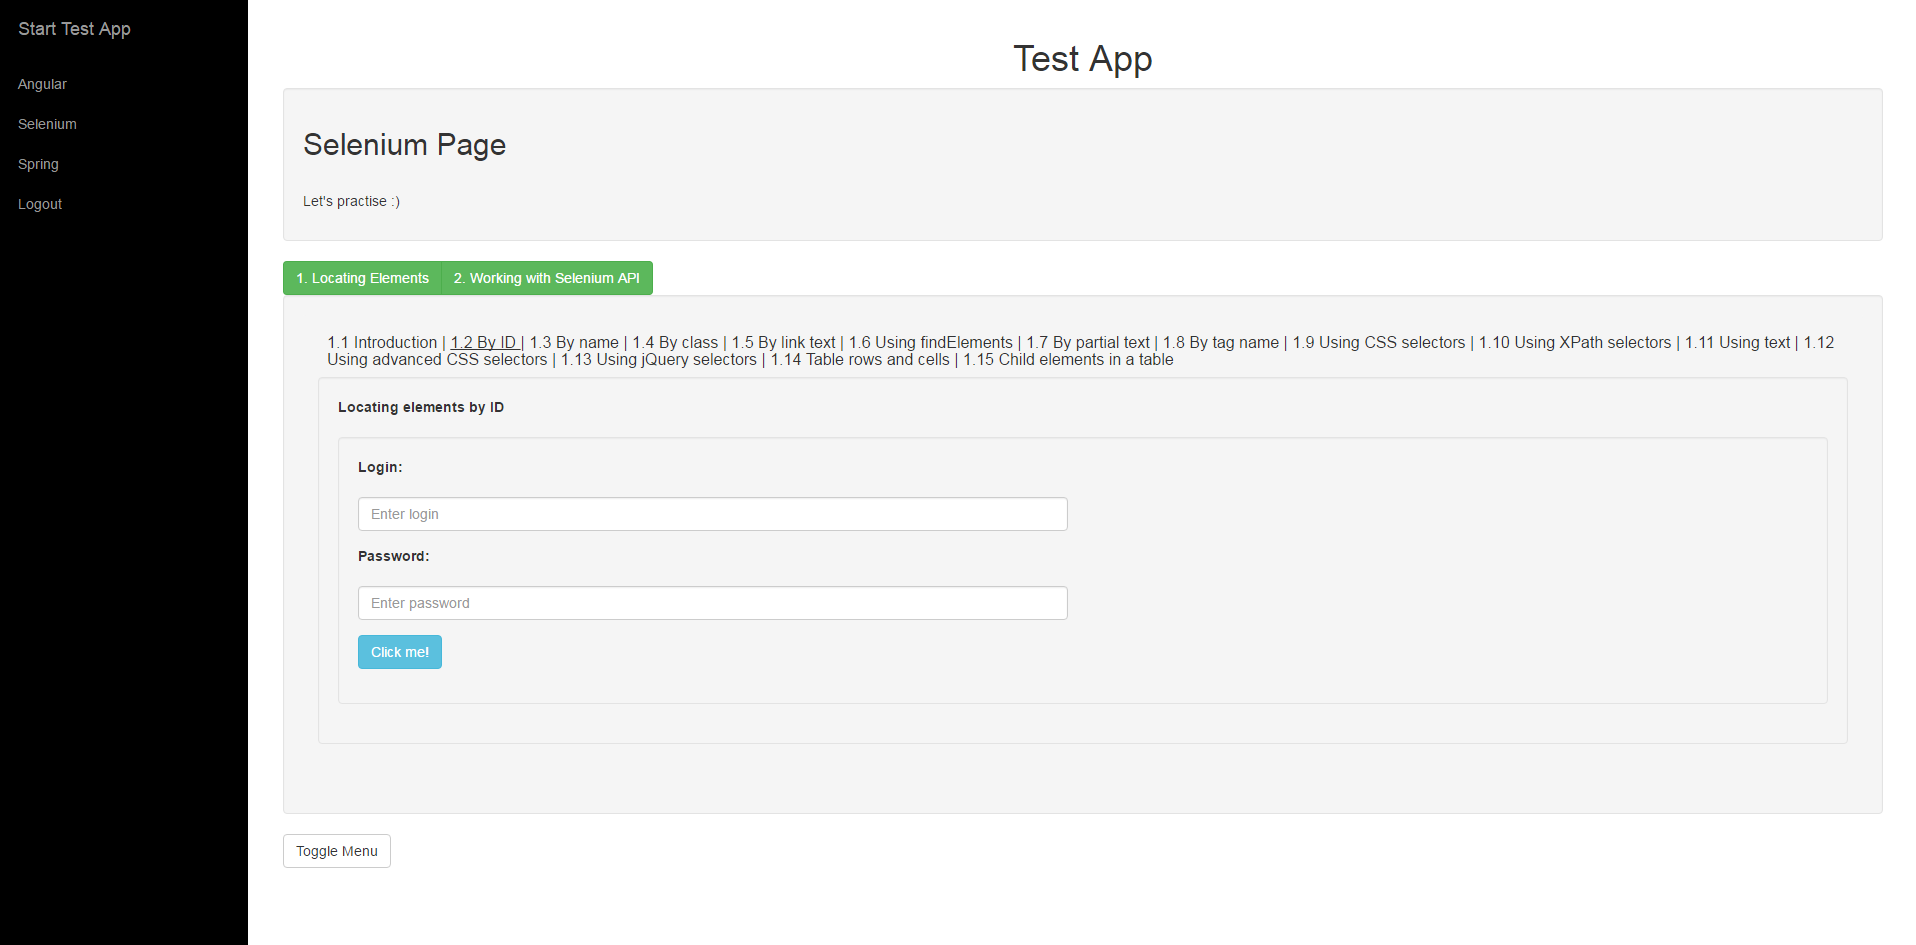 Start Test App
Angular
Selenium
Spring
Logout
Test App
Selenium Page
Let's practise :)
1. Locating Elements 2. Working with Selenium API
1.1 Introduction | 1.2 By ID | 1.3 By name | 1.4 By class | 1.5 By link text | 1.6 Using findElements | 1.7 By partial text | 1.8 By tag name | 1.9 Using CSS selectors | 1.10 Using XPath selectors | 1.11 Using text | 1.12
Using advanced CSS selectors | 1.13 Using jQuery selectors | 1.14 Table rows and cells | 1.15 Child elements in a table
Locating elements by ID
Login:
Enter login
Password:
Enter password
Click me!
Toggle Menu